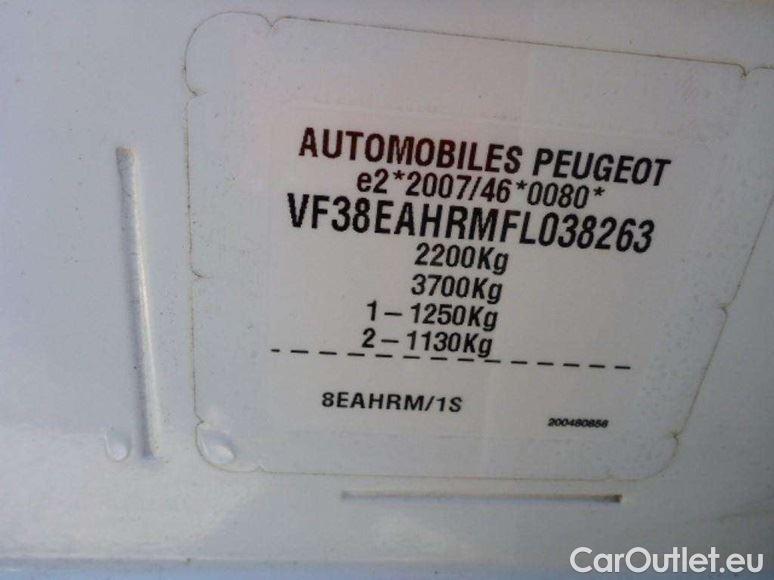 AUTOMOBILES PEUGEOT
e2*2007/46*0080*
VF38EAHRMFL038263
2200Kg
3700Kg
1-1250Kg
2-1130Kg
8EAHRM/1S
200480856
CarOutlet.eu